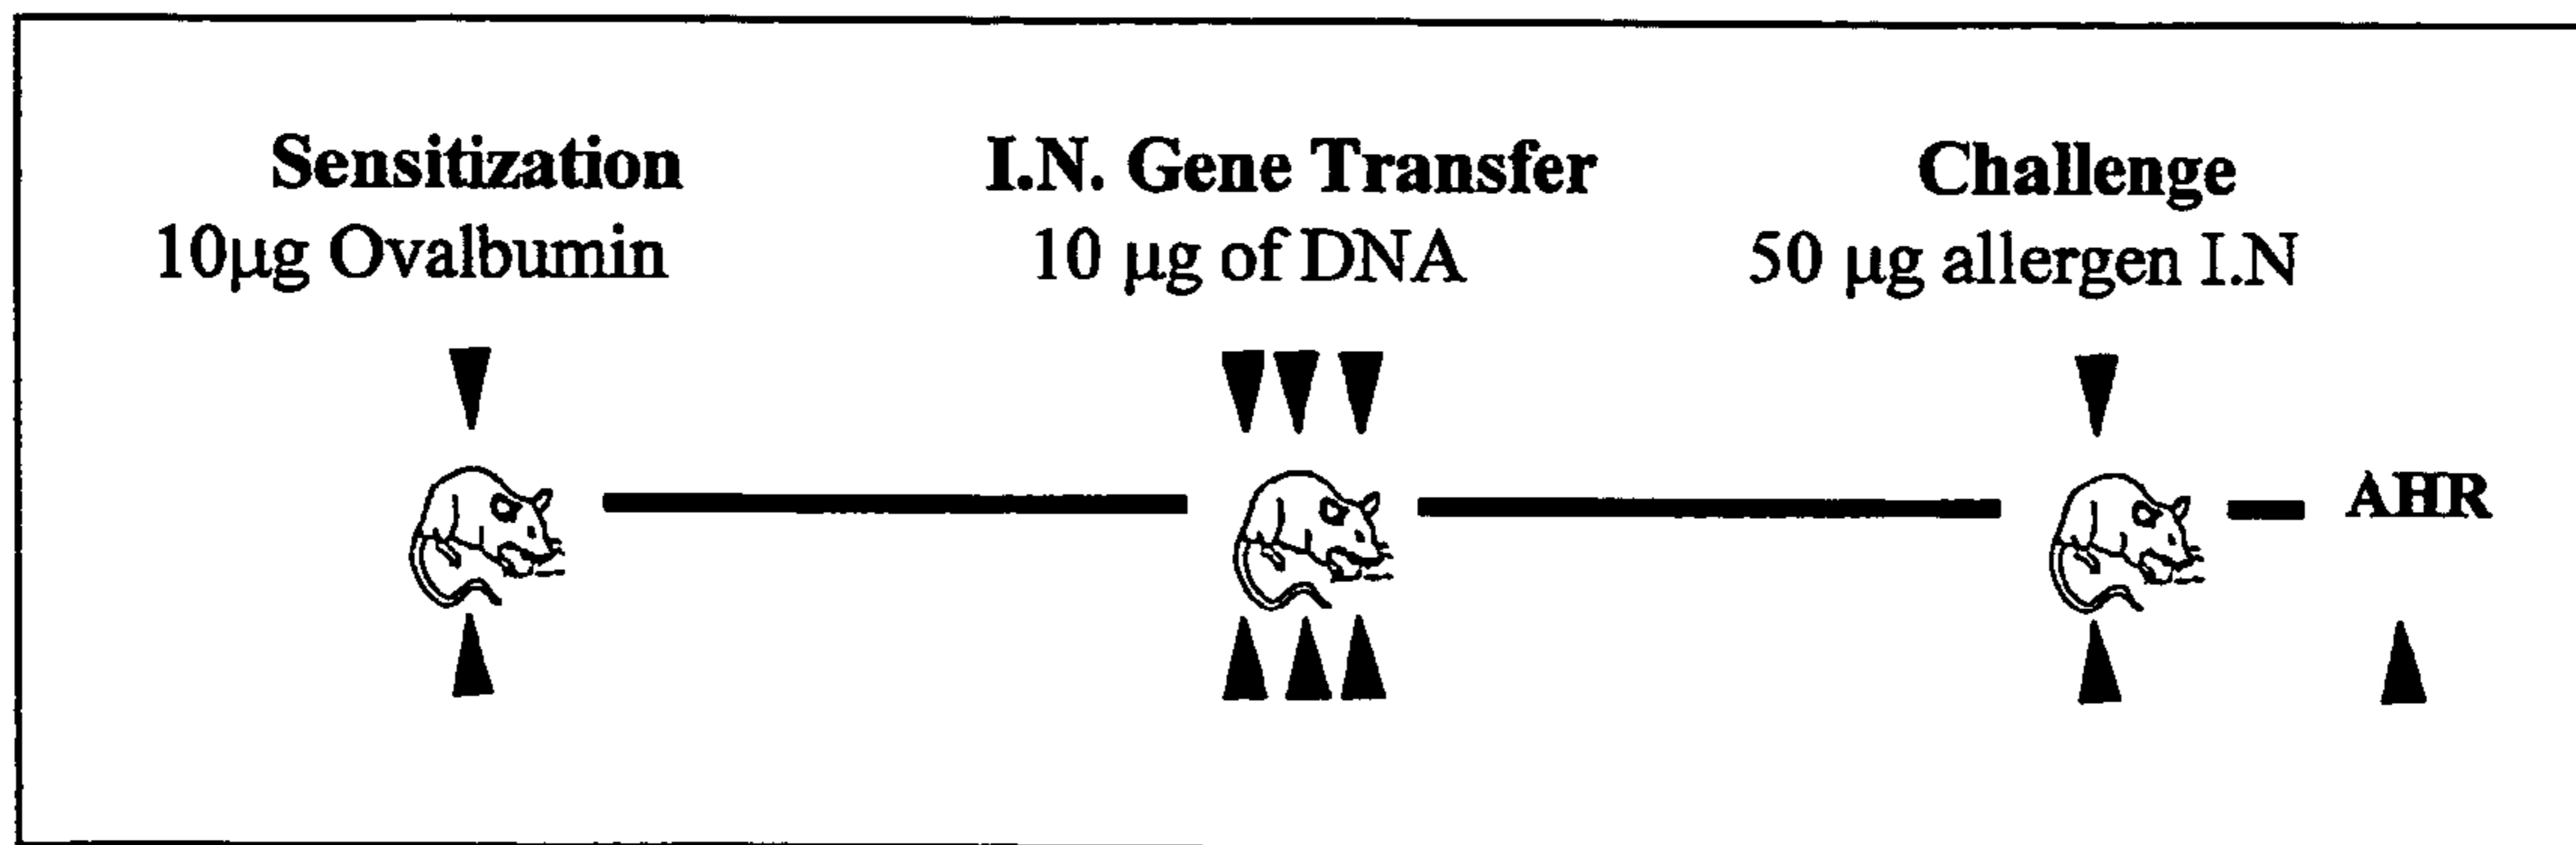 Sensitization
10μg Ovalbumin
I.N. Gene Transfer
10 μg of DNA
Challenge
50 μg allergen I.N
AHR